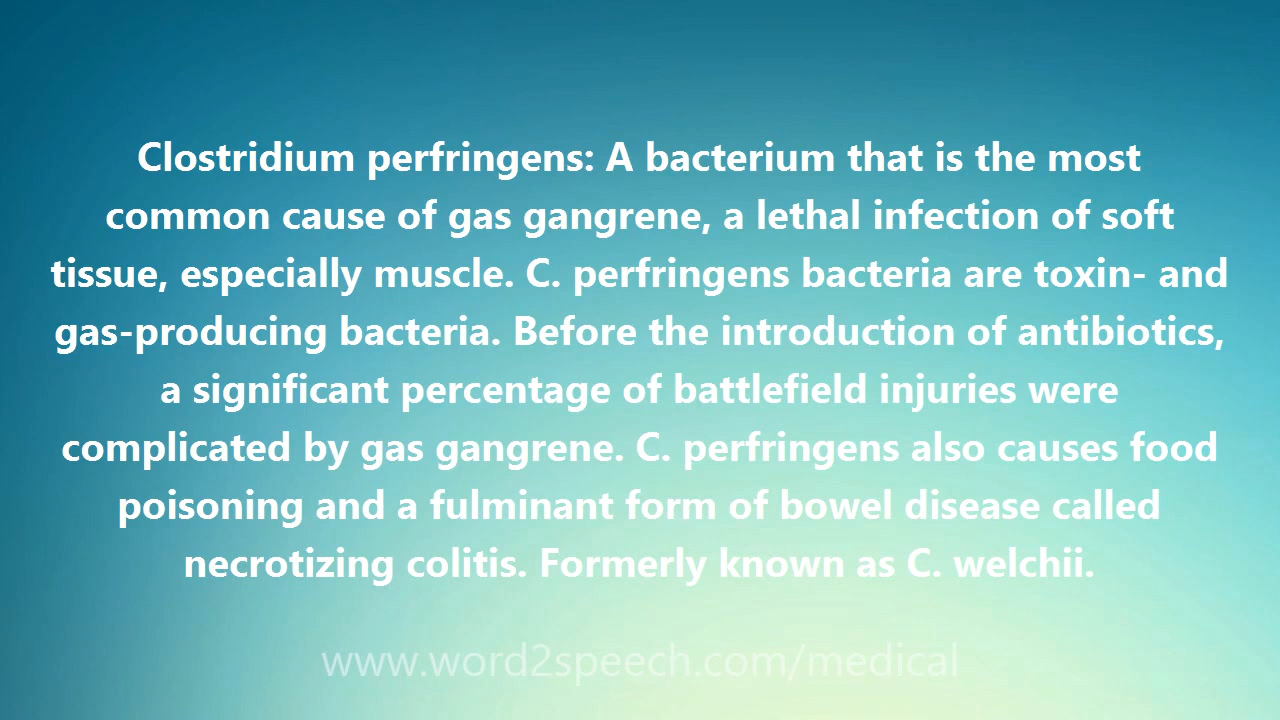 Clostridium perfringens: A bacterium that is the most
common cause of gas gangrene, a lethal infection of soft
tissue, especially muscle. C. perfringens bacteria are toxin- and
gas-producing bacteria. Before the introduction of antibiotics,
a significant percentage of battlefield injuries were
complicated by gas gangrene. C. perfringens also causes food
poisoning and a fulminant form of bowel disease called
necrotizing colitis. Formerly known as C. welchii.
www.word2speech.com/medical